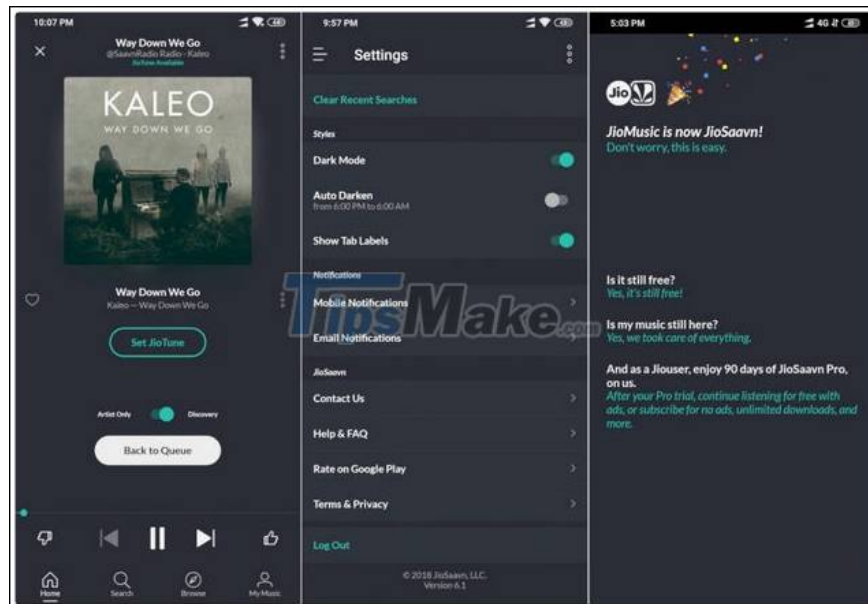 10:07 PM
Way Down We Go
@SaavnRadio Radio - Kaleo
JioTune Available
KALEO
WAY DOWN WE GO
Way Down We Go
Kaleo — Way Down We Go
Set JioTune
Artist Only
Discovery
Back to Queue
Home
Search
Browse
My Music
9:57 PM
Settings
Clear Recent Searches
Styles
Dark Mode
Auto Darken
from 6:00 PM to 6:00 AM
Show Tab Labels
Notifications
Mobile Notifications
Email Notifications
JioSaavn
Contact Us
Help & FAQ
Rate on Google Play
Terms & Privacy
Log Out
© 2018 JioSaavn, LLC.
Version 6.1
TipsMake.com
5:03 PM
4G
Jio
JioMusic is now JioSaavn!
Don't worry, this is easy.
Is it still free?
Yes, it's still free!
Is my music still here?
Yes, we took care of everything.
And as a Jiouser, enjoy 90 days of JioSaavn Pro,
on us.
After your Pro trial, continue listening for free with
ads, or subscribe for no ads, unlimited downloads, and
more.